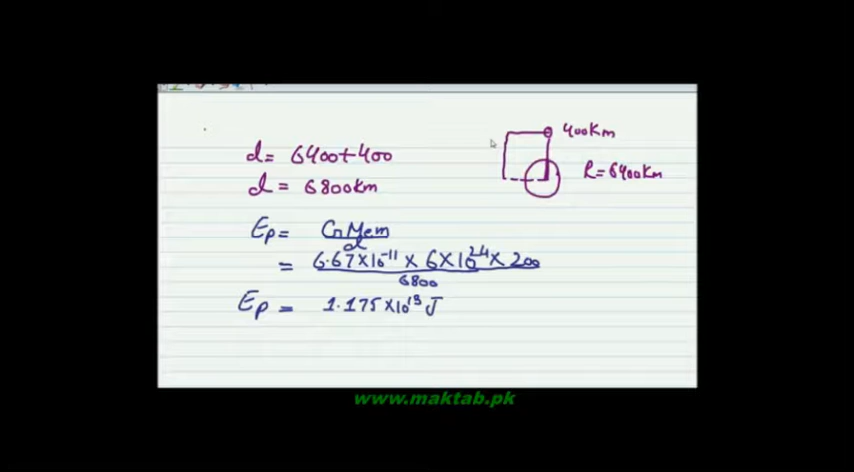 400km
d = 6400+400
R=6400km
d = 6800km
Ep = GMem
d
= 6.67×10⁻¹¹ × 6×10²⁴ × 200
6800
Ep = 1.175×10¹³ J
www.maktab.pk